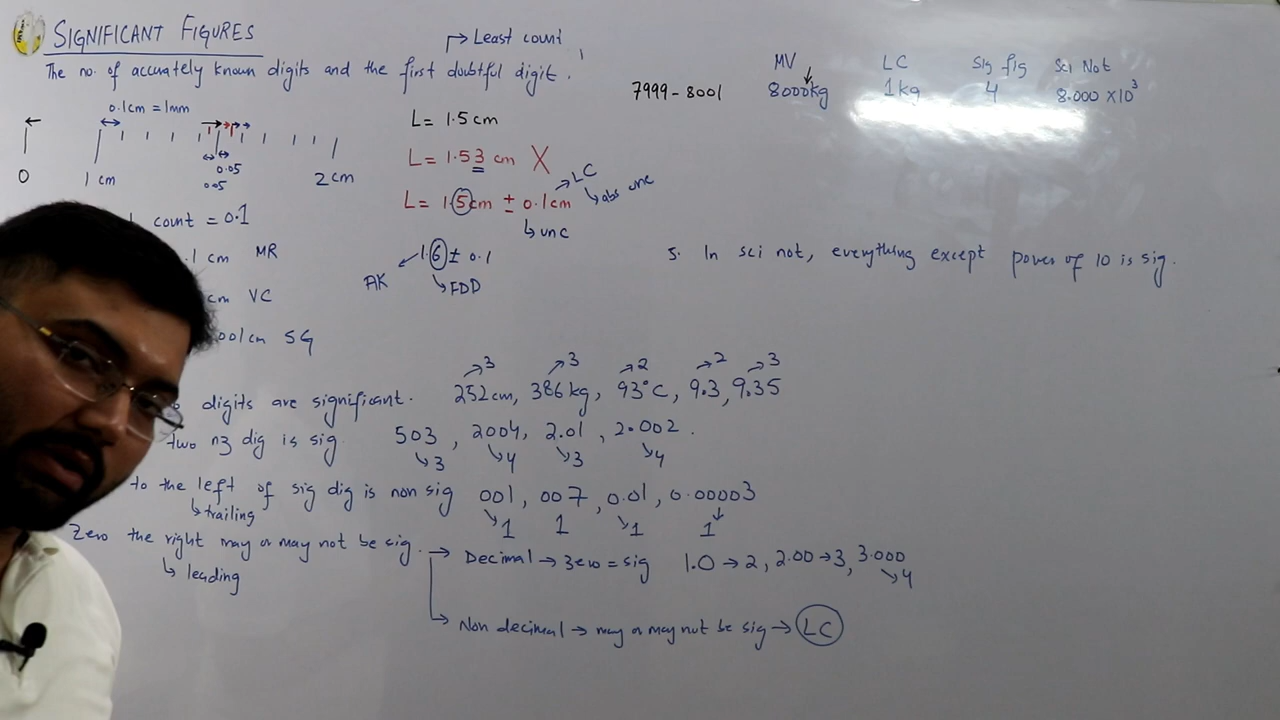 SIGNIFICANT FIGURES
→ Least count
The no. of accurately known digits and the first doubtful digit.
MV LC Sig fig Sci Not
7999 - 8001 8000kg 1kg 4 8.000 × 10³
0.1cm = 1mm
0 1 cm 2 cm
0.05
0.05
L = 1.5 cm
L = 1.53 cm X
L = 1.5cm ± 0.1cm → LC
↳ abs unc
↳ unc
count = 0.1
.1 cm MR
cm VC
001cm SG
1.6 ± 0.1
AK
↳ FDD
5. In sci not, everything except power of 10 is sig.
digits are significant. 252cm, 386kg, 93°C, 9.3, 9.35
→3 →3 →2 →2 →3
two n3 dig is sig 503, 2004, 2.01, 2.002.
↳3 ↳4 ↳3 ↳4
to the left of sig dig is non sig 001, 007, 0.01, 0.00003
↳ trailing
1 1 1 1
Zero the right may or may not be sig. → Decimal → zero = sig 1.0 → 2, 2.00 → 3, 3.000 ↘ 4
↳ leading
↳ Non decimal → may or may not be sig → LC